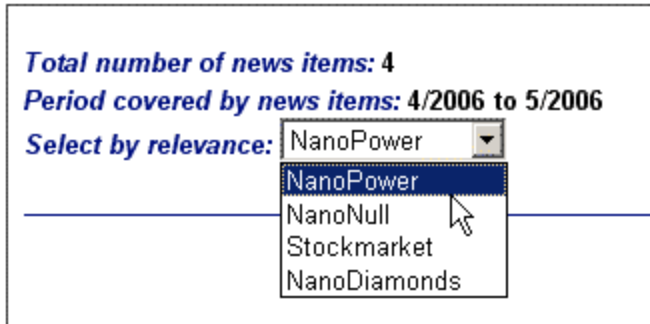 Total number of news items: 4
Period covered by news items: 4/2006 to 5/2006
Select by relevance: NanoPower
NanoPower
NanoNull
Stockmarket
NanoDiamonds